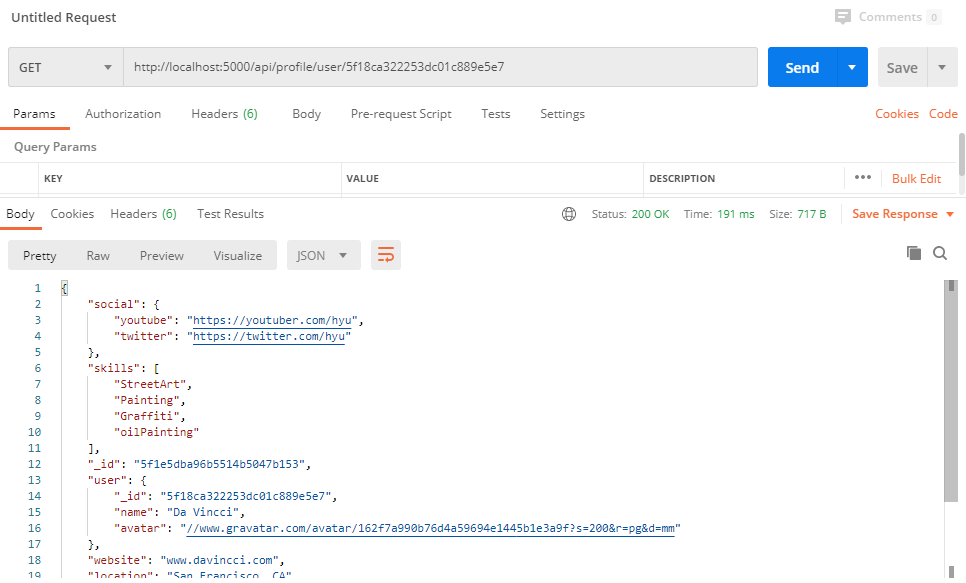 Untitled Request
Comments 0
GET http://localhost:5000/api/profile/user/5f18ca322253dc01c889e5e7 Send Save
Params Authorization Headers (6) Body Pre-request Script Tests Settings Cookies Code
Query Params
KEY VALUE DESCRIPTION ••• Bulk Edit
Body Cookies Headers (6) Test Results Status: 200 OK Time: 191 ms Size: 717 B Save Response
Pretty Raw Preview Visualize JSON
1 {
2 "social": {
3 "youtube": "https://youtuber.com/hyu",
4 "twitter": "https://twitter.com/hyu"
5 },
6 "skills": [
7 "StreetArt",
8 "Painting",
9 "Graffiti",
10 "oilPainting"
11 ],
12 "_id": "5f1e5dba96b5514b5047b153",
13 "user": {
14 "_id": "5f18ca322253dc01c889e5e7",
15 "name": "Da Vincci",
16 "avatar": "//www.gravatar.com/avatar/162f7a990b76d4a59694e1445b1e3a9f?s=200&r=pg&d=mm"
17 },
18 "website": "www.davincci.com",
19 "location": "San Francisco, CA"